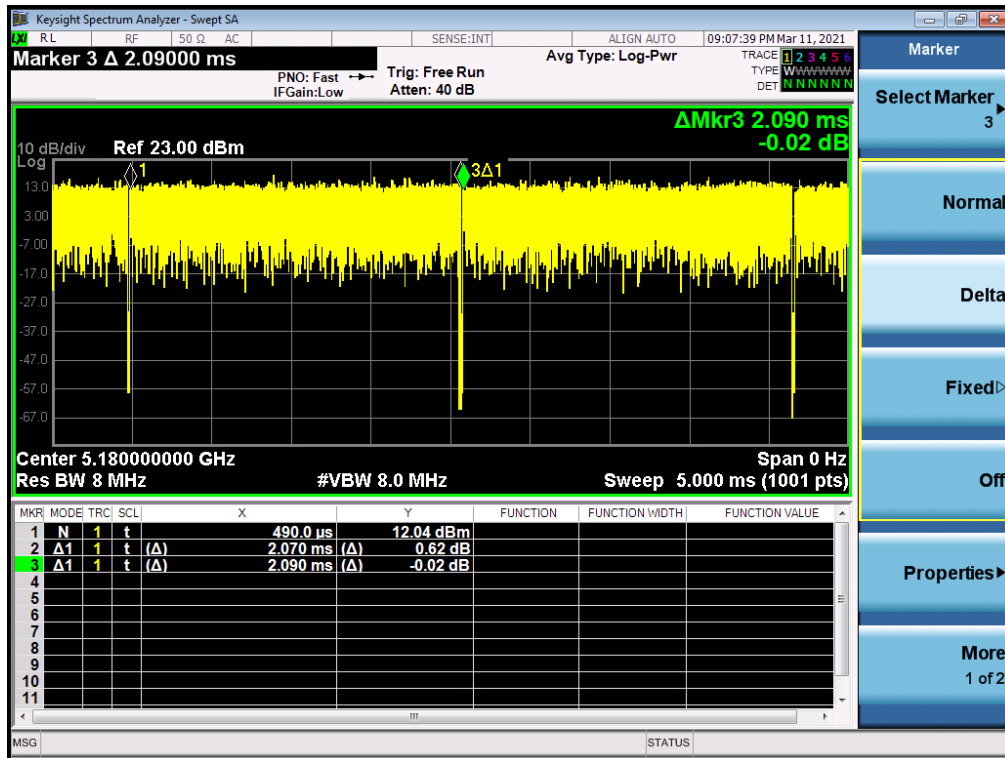 Keysight Spectrum Analyzer - Swept SA
LXI RL RF 50 Ω AC SENSE:INT ALIGN AUTO 09:07:39 PM Mar 11, 2021
Marker 3 Δ 2.09000 ms
PNO: Fast
IFGain:Low
Trig: Free Run
Atten: 40 dB
Avg Type: Log-Pwr
TRACE 1 2 3 4 5 6
TYPE WWWWWW
DET N N N N N N
ΔMkr3 2.090 ms
-0.02 dB
10 dB/div Ref 23.00 dBm
Log
1
3Δ1
13.0
3.00
-7.00
-17.0
-27.0
-37.0
-47.0
-57.0
-67.0
Center 5.180000000 GHz Span 0 Hz
Res BW 8 MHz #VBW 8.0 MHz Sweep 5.000 ms (1001 pts)
MKR MODE TRC SCL X Y FUNCTION FUNCTION WIDTH FUNCTION VALUE
1 N 1 t 490.0 µs 12.04 dBm
2 Δ1 1 t (Δ) 2.070 ms (Δ) 0.62 dB
3 Δ1 1 t (Δ) 2.090 ms (Δ) -0.02 dB
4
5
6
7
8
9
10
11
MSG STATUS
Marker
Select Marker
3
Normal
Delta
Fixed
Off
Properties
More
1 of 2